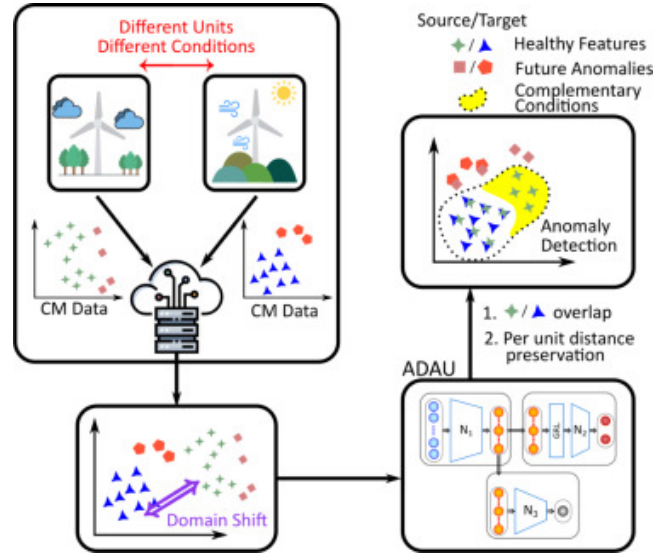 Different Units
Different Conditions
CM Data
CM Data
Domain Shift
Source/Target
/ Healthy Features
/ Future Anomalies
Complementary
Conditions
Anomaly
Detection
1. / overlap
2. Per unit distance
preservation
ADAU
N1
GRL
N2
N3